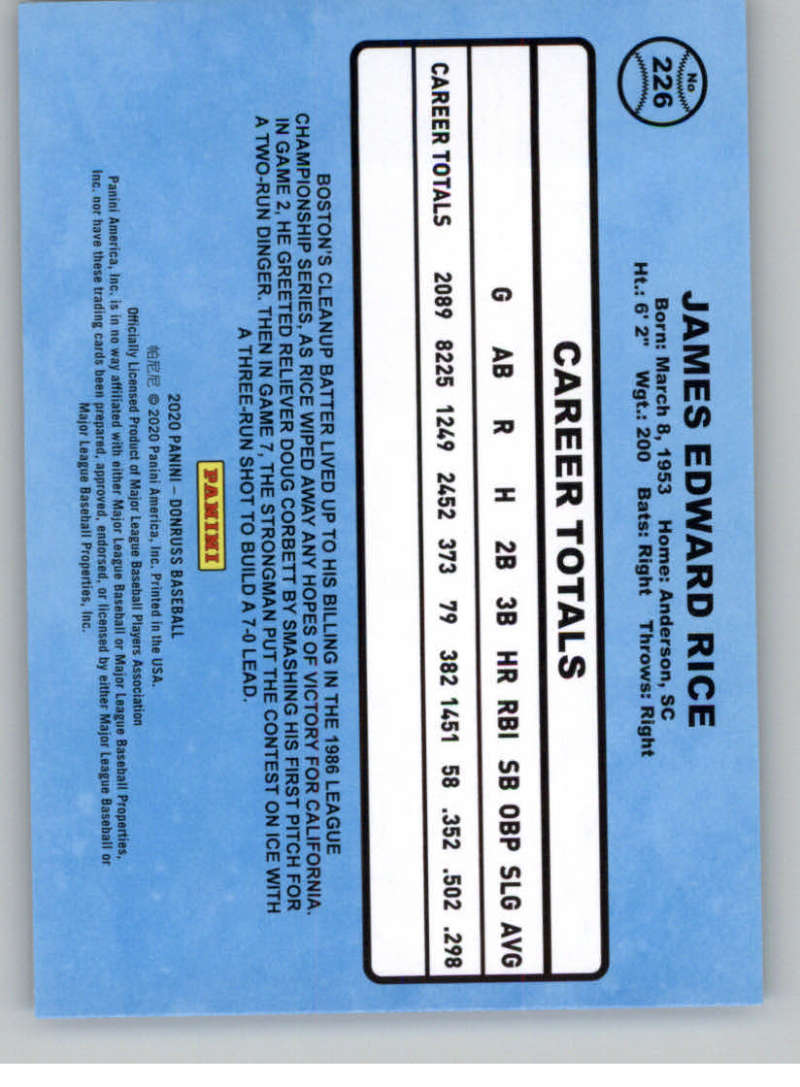 No
226
JAMES EDWARD RICE
Born: March 8, 1953 Home: Anderson, SC
Ht.: 6' 2" Wgt.: 200 Bats: Right Throws: Right
CAREER TOTALS
G AB R H 2B 3B HR RBI SB OBP SLG AVG
CAREER TOTALS 2089 8225 1249 2452 373 79 382 1451 58 .352 .502 .298
BOSTON'S CLEANUP BATTER LIVED UP TO HIS BILLING IN THE 1986 LEAGUE
CHAMPIONSHIP SERIES, AS RICE WIPED AWAY ANY HOPES OF VICTORY FOR CALIFORNIA.
IN GAME 2, HE GREETED RELIEVER DOUG CORBETT BY SMASHING HIS FIRST PITCH FOR
A TWO-RUN DINGER. THEN IN GAME 7, THE STRONGMAN PUT THE CONTEST ON ICE WITH
A THREE-RUN SHOT TO BUILD A 7-0 LEAD.
PANINI
2020 PANINI – DONRUSS BASEBALL
帕尼尼 © 2020 Panini America, Inc. Printed in the USA.
Officially Licensed Product of Major League Baseball Players Association
Panini America, Inc. is in no way affiliated with either Major League Baseball or Major League Baseball Properties,
Inc. nor have these trading cards been prepared, approved, endorsed, or licensed by either Major League Baseball or
Major League Baseball Properties, Inc.